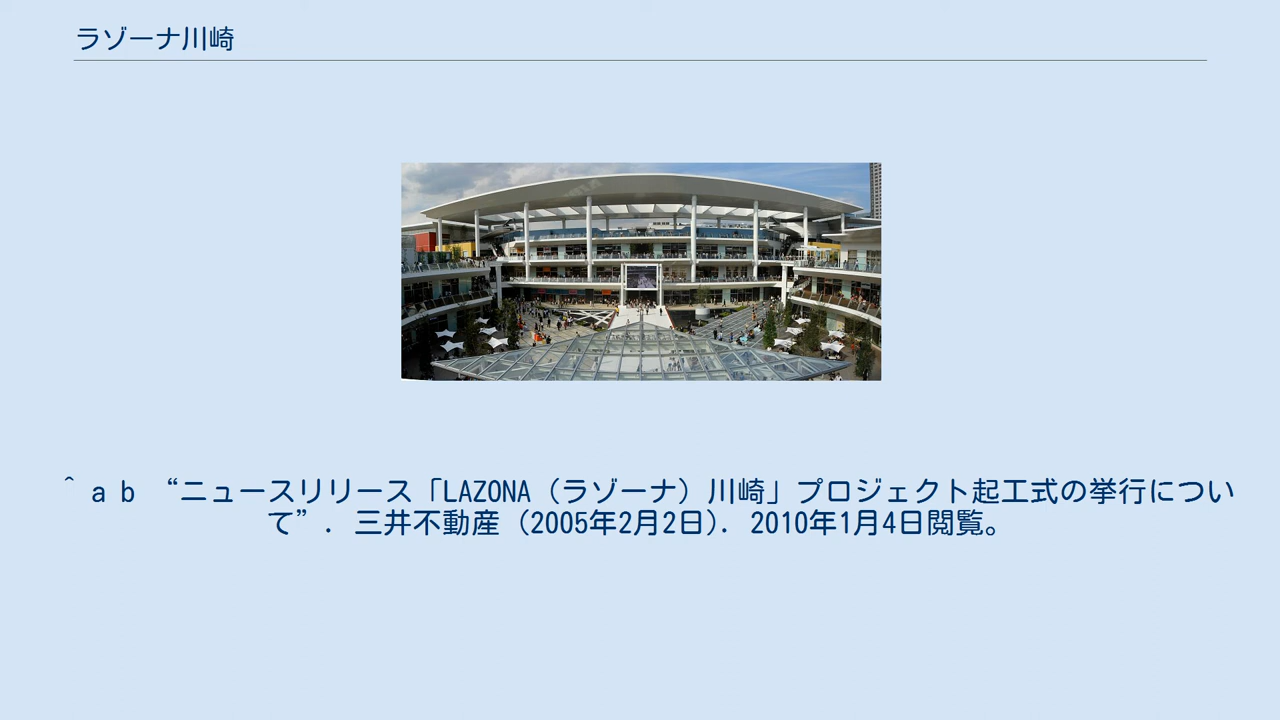 ラゾーナ川崎
^ a b “ニュースリリース「LAZONA（ラゾーナ）川崎」プロジェクト起工式の挙行につい
て”. 三井不動産（2005年2月2日）. 2010年1月4日閲覧。